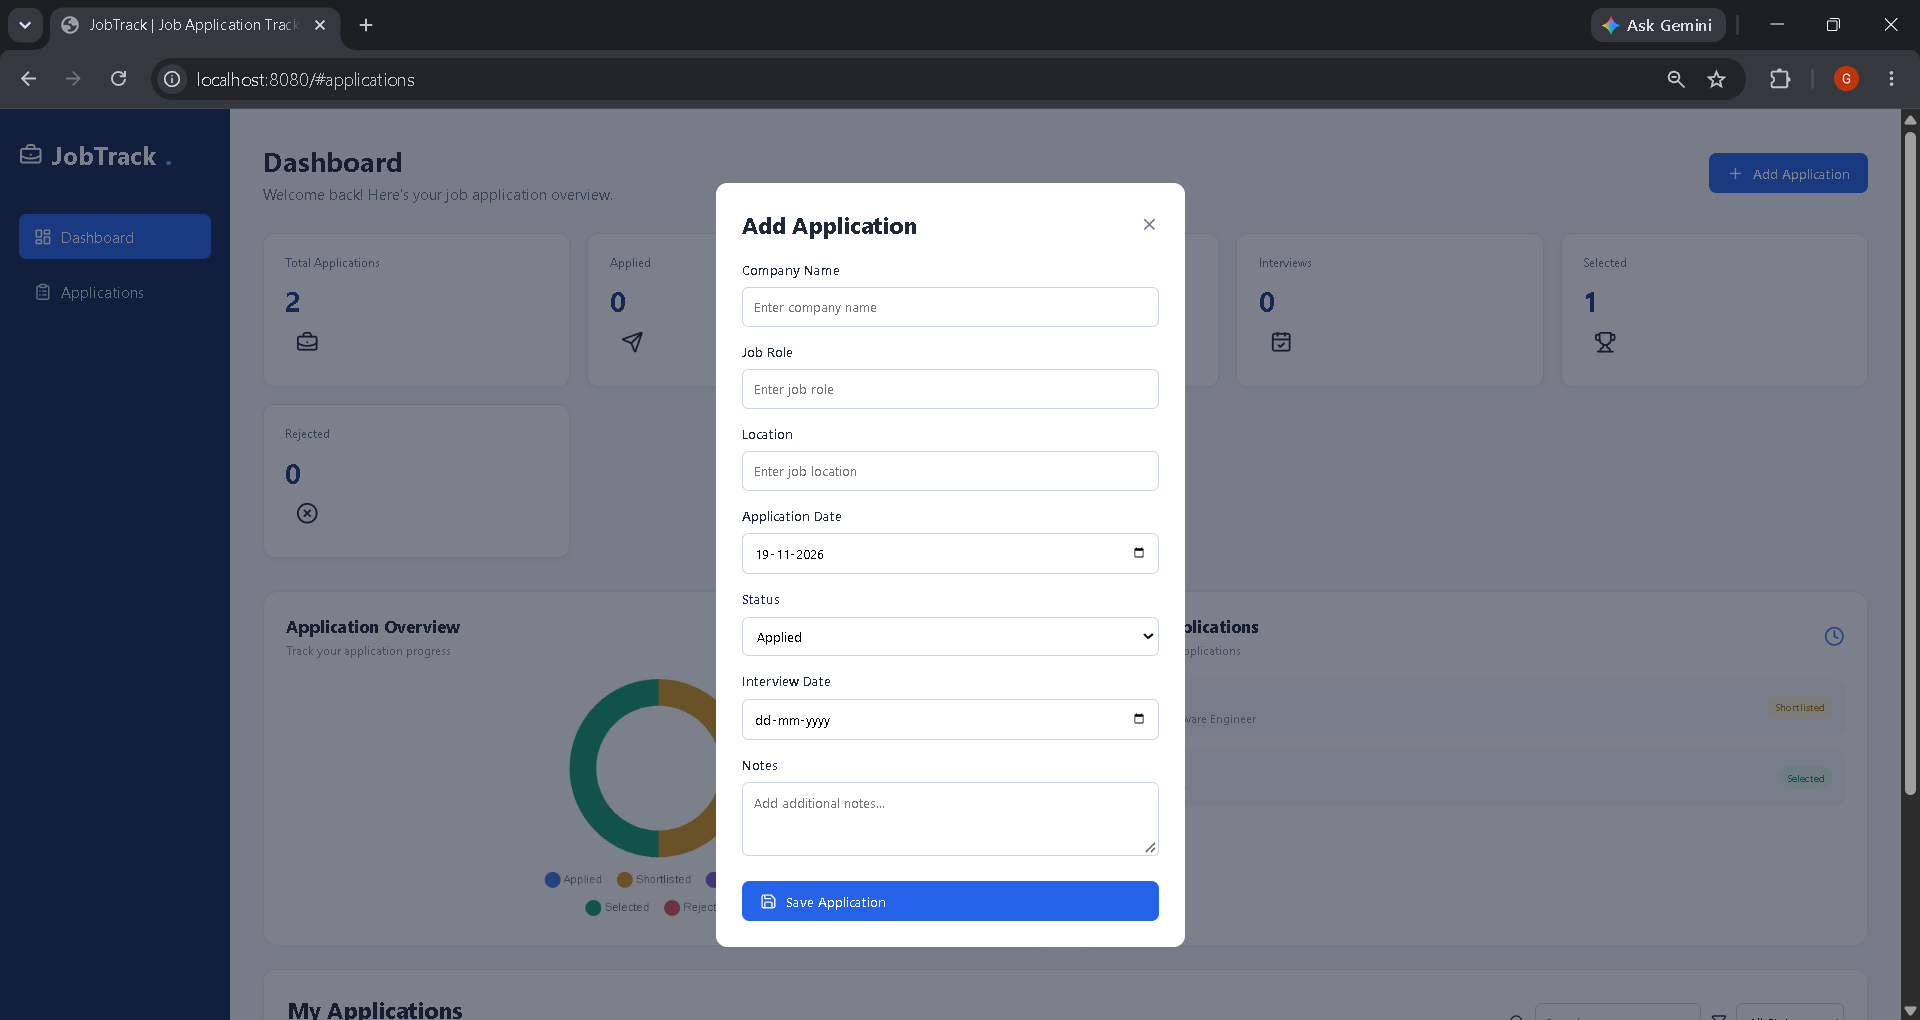 JobTrack | Job Application Track
Ask Gemini
localhost:8080/#applications
G
JobTrack .
Dashboard
Applications
Dashboard
Welcome back! Here's your job application overview.
+ Add Application
Total Applications
2
Applied
0
Interviews
0
Selected
1
Rejected
0
Application Overview
Track your application progress
Applied
Shortlisted
Selected
Reject
plications
pplications
ware Engineer
Shortlisted
Selected
My Applications
Add Application
Company Name
Enter company name
Job Role
Enter job role
Location
Enter job location
Application Date
19-11-2026
Status
Applied
Interview Date
dd-mm-yyyy
Notes
Add additional notes...
Save Application